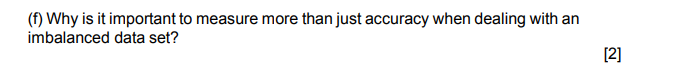 (f) Why is it important to measure more than just accuracy when dealing with an
imbalanced data set?
[2]